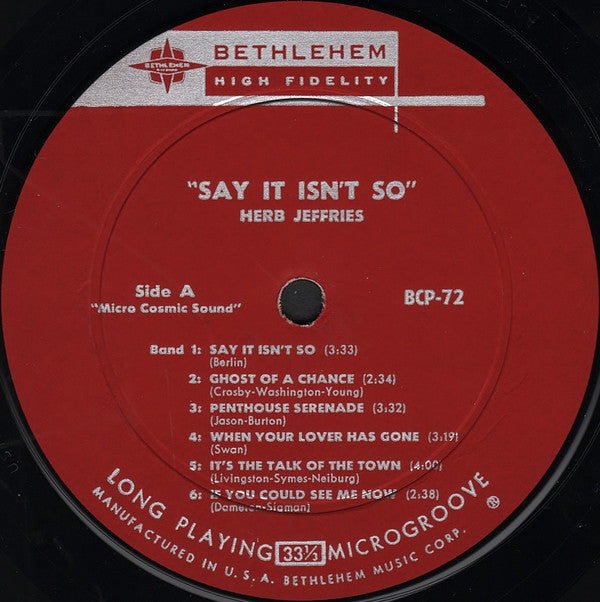 BETHLEHEM
BETHLEHEM
HIGH FIDELITY
"SAY IT ISN'T SO"
HERB JEFFRIES
Side A
"Micro Cosmic Sound"
BCP-72
Band 1: SAY IT ISN'T SO (3:33)
(Berlin)
2: GHOST OF A CHANCE (2:34)
(Crosby-Washington-Young)
3: PENTHOUSE SERENADE (3:32)
(Jason-Burton)
4: WHEN YOUR LOVER HAS GONE (3:19)
(Swan)
5: IT'S THE TALK OF THE TOWN (4:00)
(Livingston-Symes-Neiburg)
6: IF YOU COULD SEE ME NOW (2:38)
(Dameron-Sigman)
LONG PLAYING 33⅓ MICROGROOVE ®
MANUFACTURED IN U.S.A. BETHLEHEM MUSIC CORP.